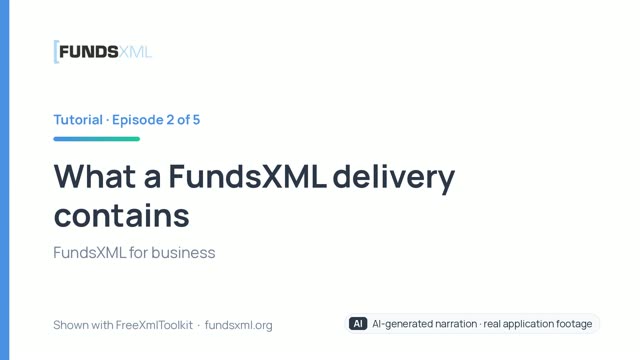 FUNDSXML
Tutorial · Episode 2 of 5
What a FundsXML delivery
contains
FundsXML for business
Shown with FreeXmlToolkit · fundsxml.org
AI AI-generated narration · real application footage